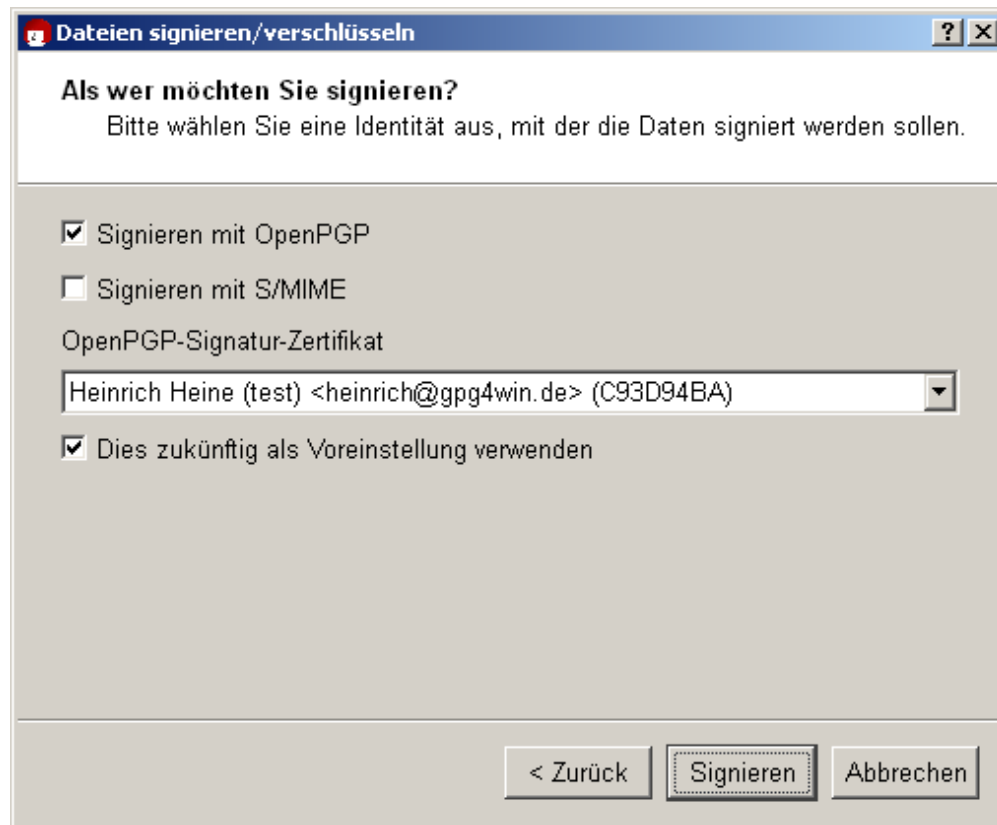 Dateien signieren/verschlüsseln
Als wer möchten Sie signieren?
Bitte wählen Sie eine Identität aus, mit der die Daten signiert werden sollen.
Signieren mit OpenPGP
Signieren mit S/MIME
OpenPGP-Signatur-Zertifikat
Heinrich Heine (test) <heinrich@gpg4win.de> (C93D94BA)
Dies zukünftig als Voreinstellung verwenden
< Zurück Signieren Abbrechen